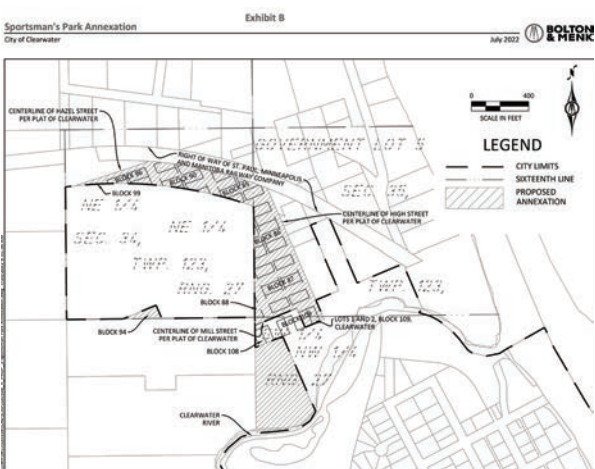 Exhibit B
Sportsman's Park Annexation
City of Clearwater
July 2022
BOLTON
& MENK
N
0 400
SCALE IN FEET
LEGEND
CITY LIMITS
SIXTEENTH LINE
PROPOSED
ANNEXATION
CENTERLINE OF HAZEL STREET
PER PLAT OF CLEARWATER
GOVERNMENT LOT 5
RIGHT OF WAY OF ST. PAUL, MINNEAPOLIS
AND MANITOBA RAILWAY COMPANY
BLOCK 90
BLOCK 99
NE 1/4
NE 1/4
SEC. 34,
TWP. 123,
RNG. 27
CENTERLINE OF HIGH STREET
PER PLAT OF CLEARWATER
BLOCK 87
BLOCK 88
TWP. 123,
BLOCK 94
CENTERLINE OF MILL STREET
PER PLAT OF CLEARWATER
LOTS 1 AND 2, BLOCK 109,
CLEARWATER
BLOCK 108
NW 1/4
CLEARWATER
RIVER